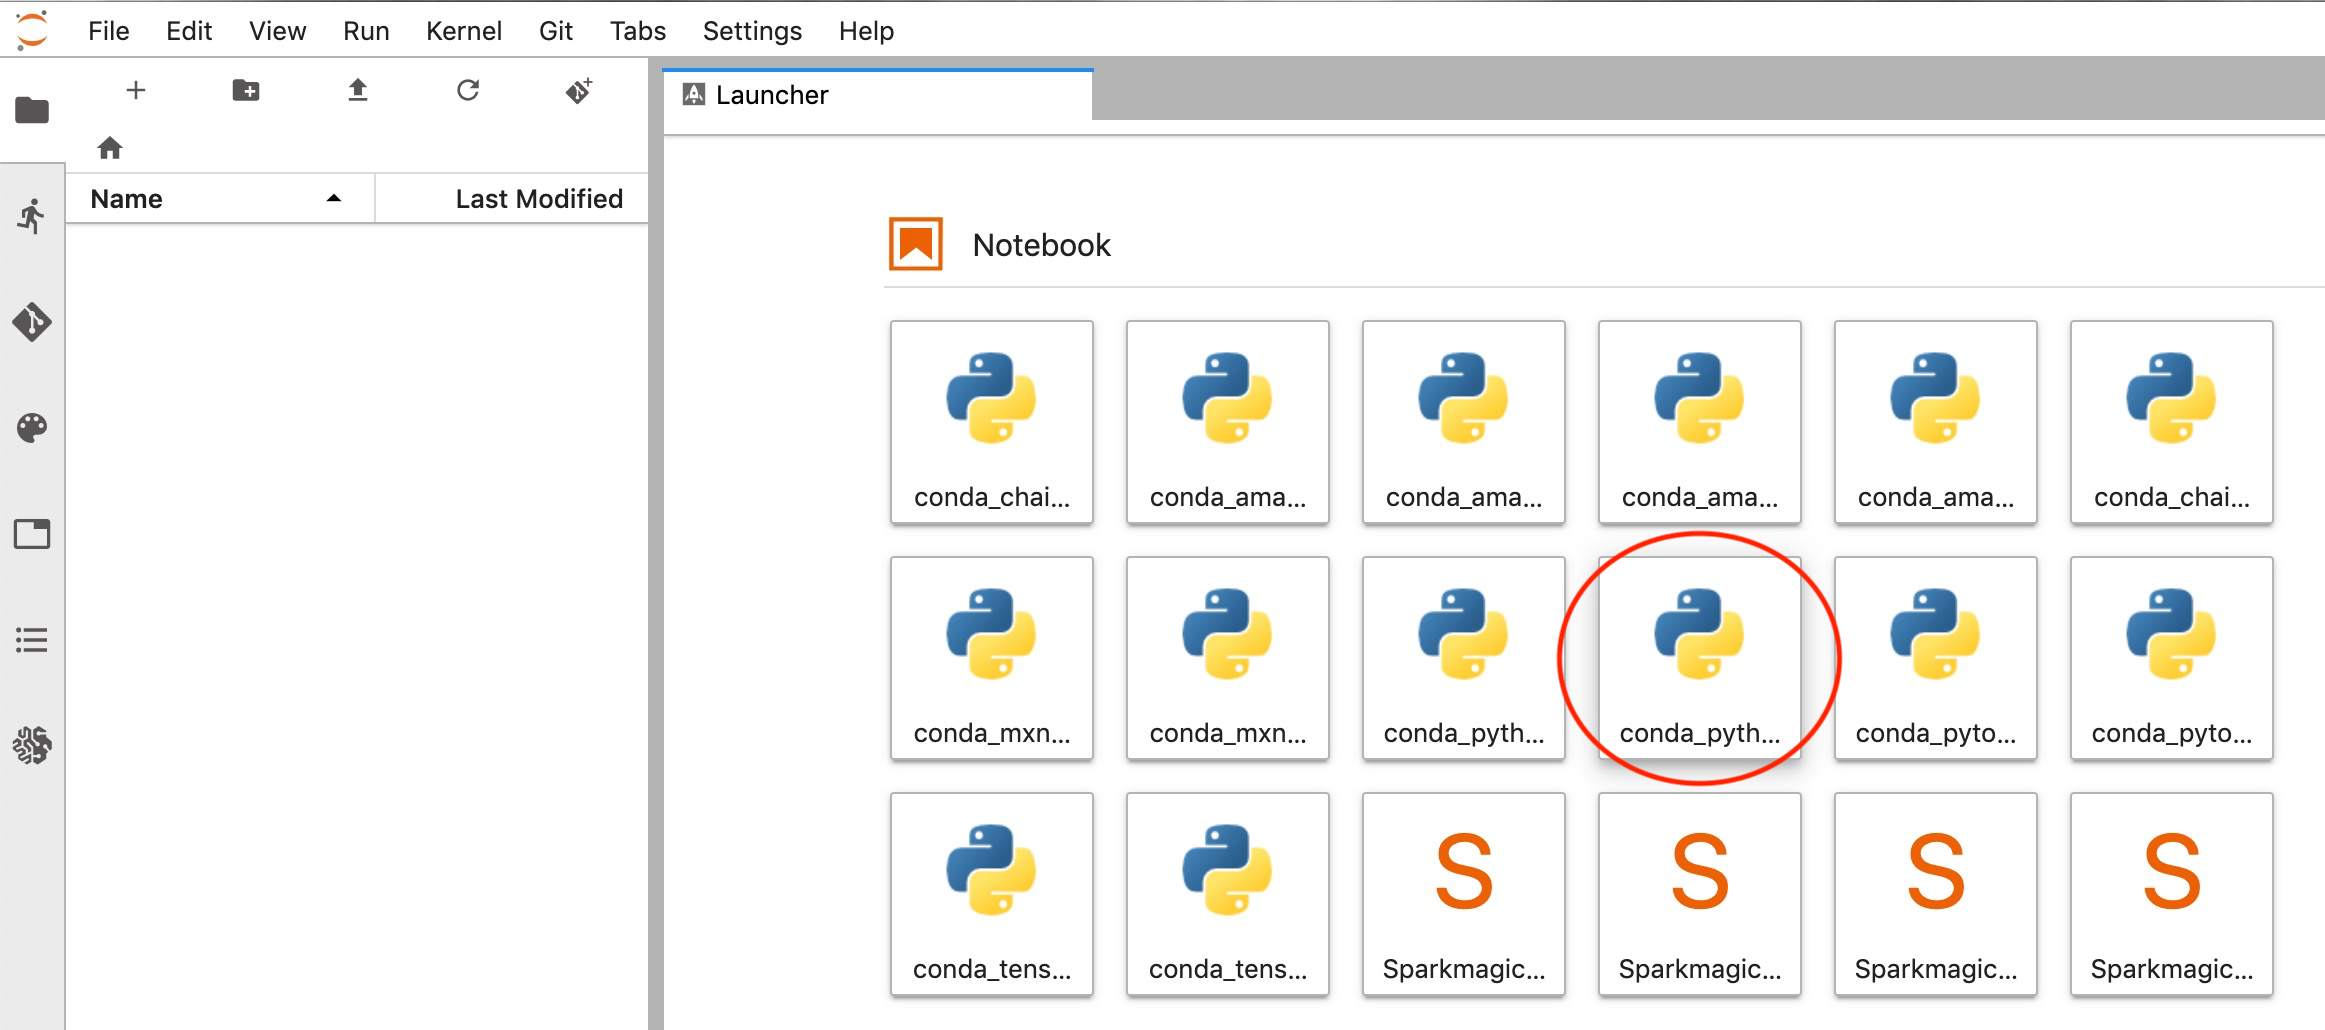 File Edit View Run Kernel Git Tabs Settings Help
Launcher
Name Last Modified
Notebook
conda_chai... conda_ama... conda_ama... conda_ama... conda_ama... conda_chai...
conda_mxn... conda_mxn... conda_pyth... conda_pyth... conda_pyto... conda_pyto...
S S S S
conda_tens... conda_tens... Sparkmagic... Sparkmagic... Sparkmagic... Sparkmagic...